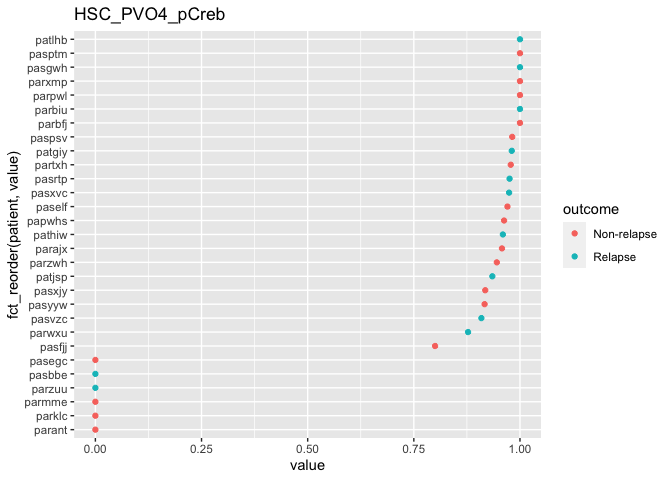 HSC_PVO4_pCreb
fct_reorder(patient, value)
patlhb
pasptm
pasgwh
parxmp
parpwl
parbiu
parbfj
paspsv
patgiy
partxh
pasrtp
pasxvc
paself
papwhs
pathiw
parajx
parzwh
patjsp
pasxjy
pasyyw
pasvzc
parwxu
pasfjj
pasegc
pasbbe
parzuu
parmme
parklc
parant
0.00 0.25 0.50 0.75 1.00
value
outcome
Non-relapse
Relapse